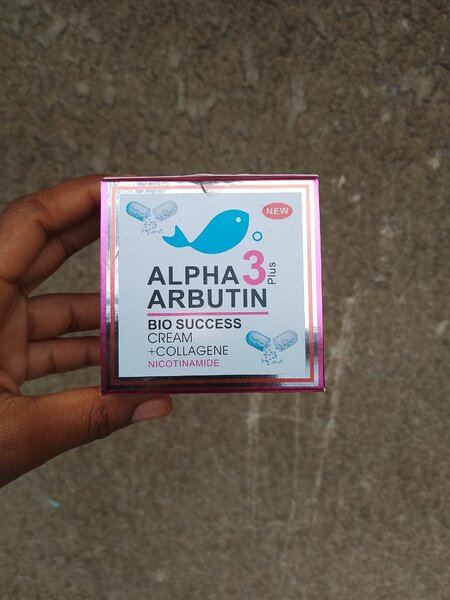 NEW
ALPHA 3 Plus
ARBUTIN
BIO SUCCESS
CREAM
+COLLAGENE
NICOTINAMIDE